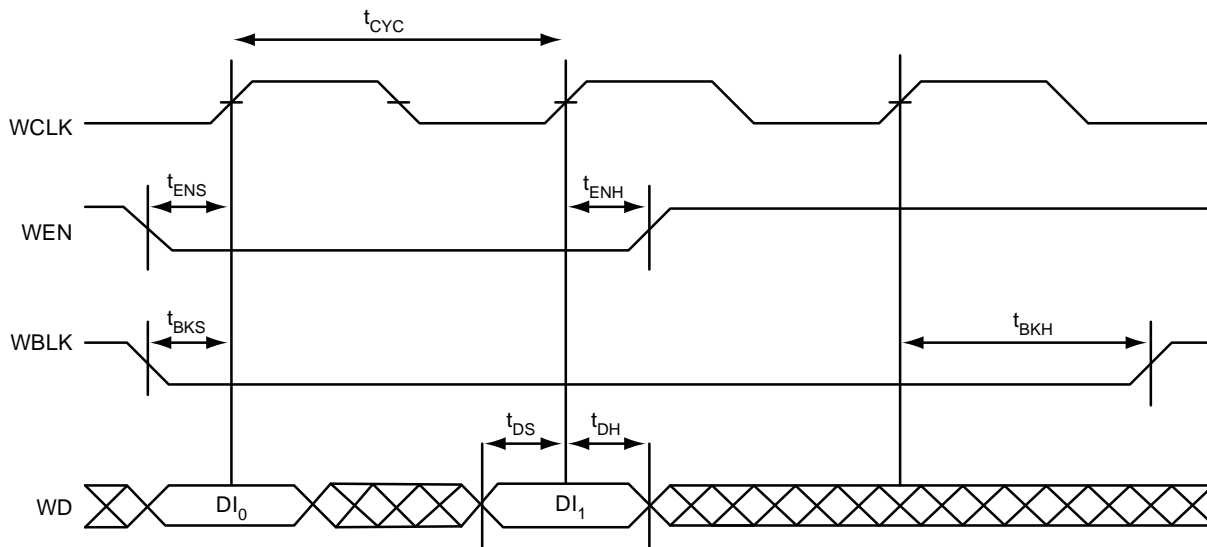 tCYC
WCLK
tENS
tENH
WEN
tBKS
tBKH
WBLK
tDS
tDH
WD
DI0
DI1